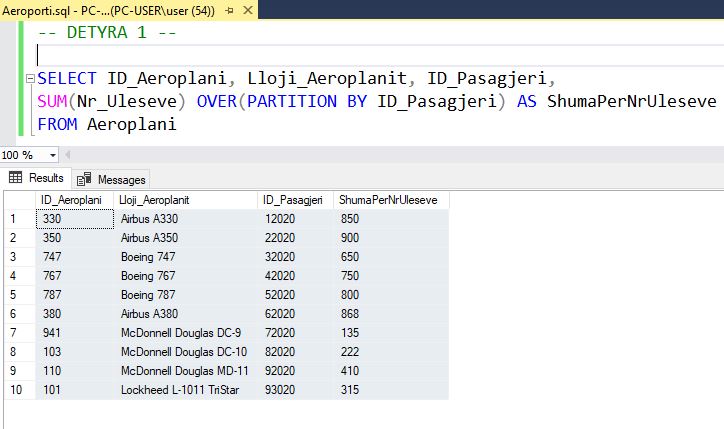 Aeroporti.sql - PC-...(PC-USER\user (54))
-- DETYRA 1 --
SELECT ID_Aeroplani, Lloji_Aeroplanit, ID_Pasagjeri,
SUM(Nr_Uleseve) OVER(PARTITION BY ID_Pasagjeri) AS ShumaPerNrUleseve
FROM Aeroplani
100 %
Results Messages
ID_Aeroplani Lloji_Aeroplanit ID_Pasagjeri ShumaPerNrUleseve
1 330 Airbus A330 12020 850
2 350 Airbus A350 22020 900
3 747 Boeing 747 32020 650
4 767 Boeing 767 42020 750
5 787 Boeing 787 52020 800
6 380 Airbus A380 62020 868
7 941 McDonnell Douglas DC-9 72020 135
8 103 McDonnell Douglas DC-10 82020 222
9 110 McDonnell Douglas MD-11 92020 410
10 101 Lockheed L-1011 TriStar 93020 315